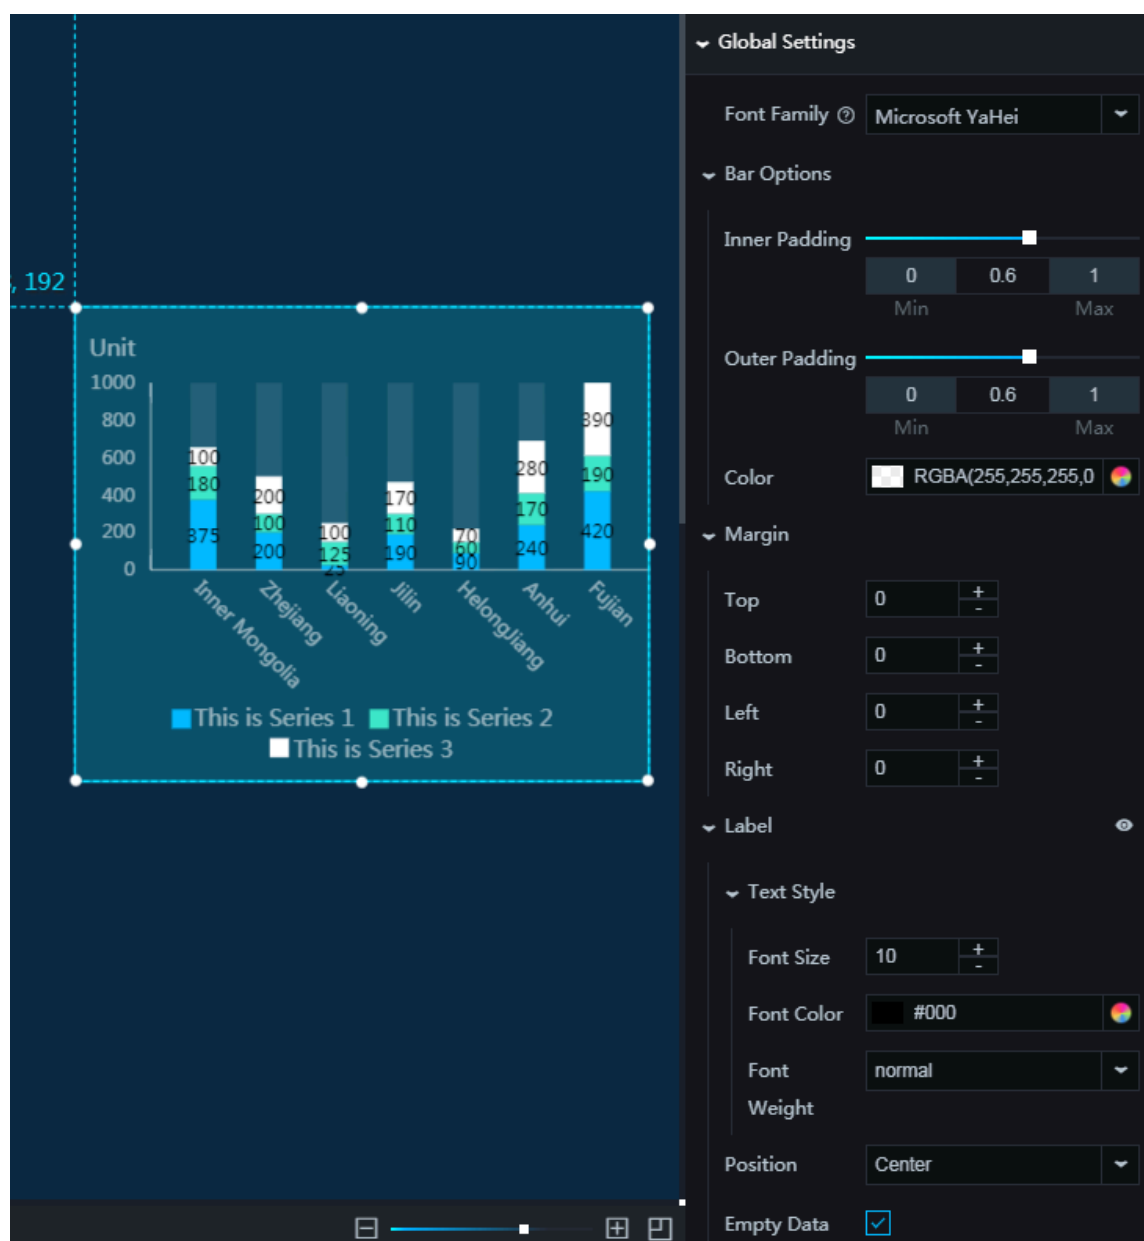 Global Settings
Font Family
Microsoft YaHei
Bar Options
Inner Padding
0 0.6 1
Min Max
, 192
Outer Padding
0 0.6 1
Min Max
Color
RGBA(255,255,255,0
Margin
Top
0 + -
Bottom
0 + -
Left
0 + -
Right
0 + -
Label
Text Style
Font Size
10 + -
Font Color
#000
Font Weight
normal
Position
Center
Empty Data
Unit
1000
800
600
400
200
0
100
180
375
200
100
200
100
125
25
170
110
190
70
60
90
280
170
240
390
190
420
Inner Mongolia
Zhejiang
Liaoning
Jilin
HelongJiang
Anhui
Fujian
This is Series 1 This is Series 2
This is Series 3